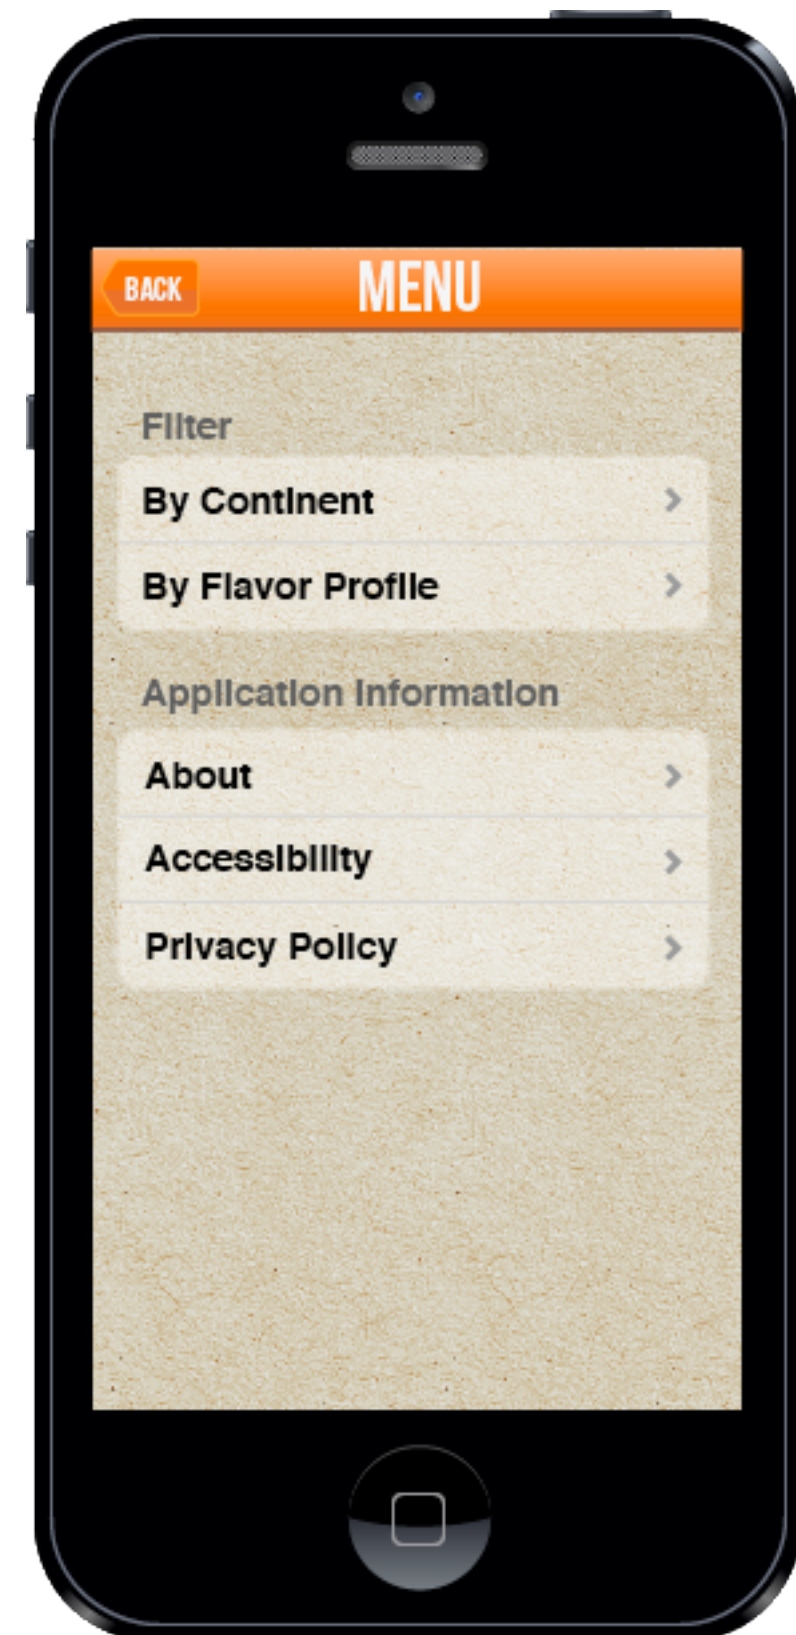 BACK
MENU
Filter
By Continent
By Flavor Profile
Application Information
About
Accessibility
Privacy Policy